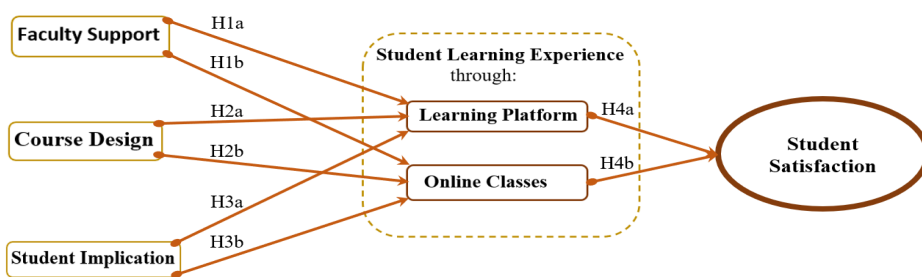 Faculty Support
H1a
H1b
Student Learning Experience
through:
Course Design
H2a
H2b
Learning Platform
H4a
Online Classes
H4b
Student
Satisfaction
H3a
H3b
Student Implication